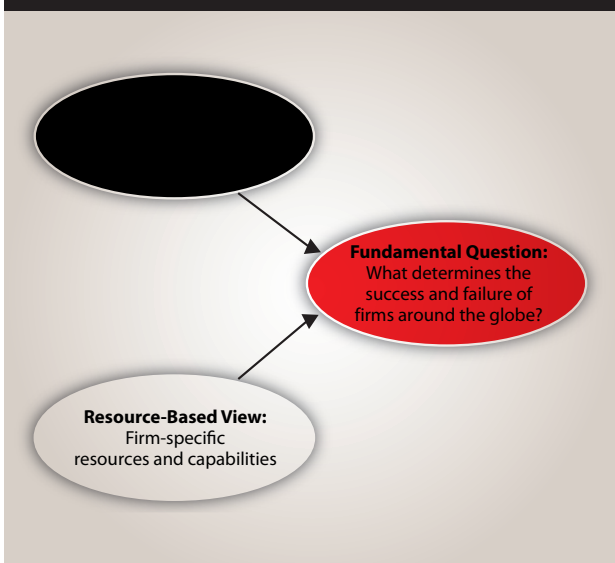 Fundamental Question:
What determines the
success and failure of
firms around the globe?
Resource-Based View:
Firm-specific
resources and capabilities